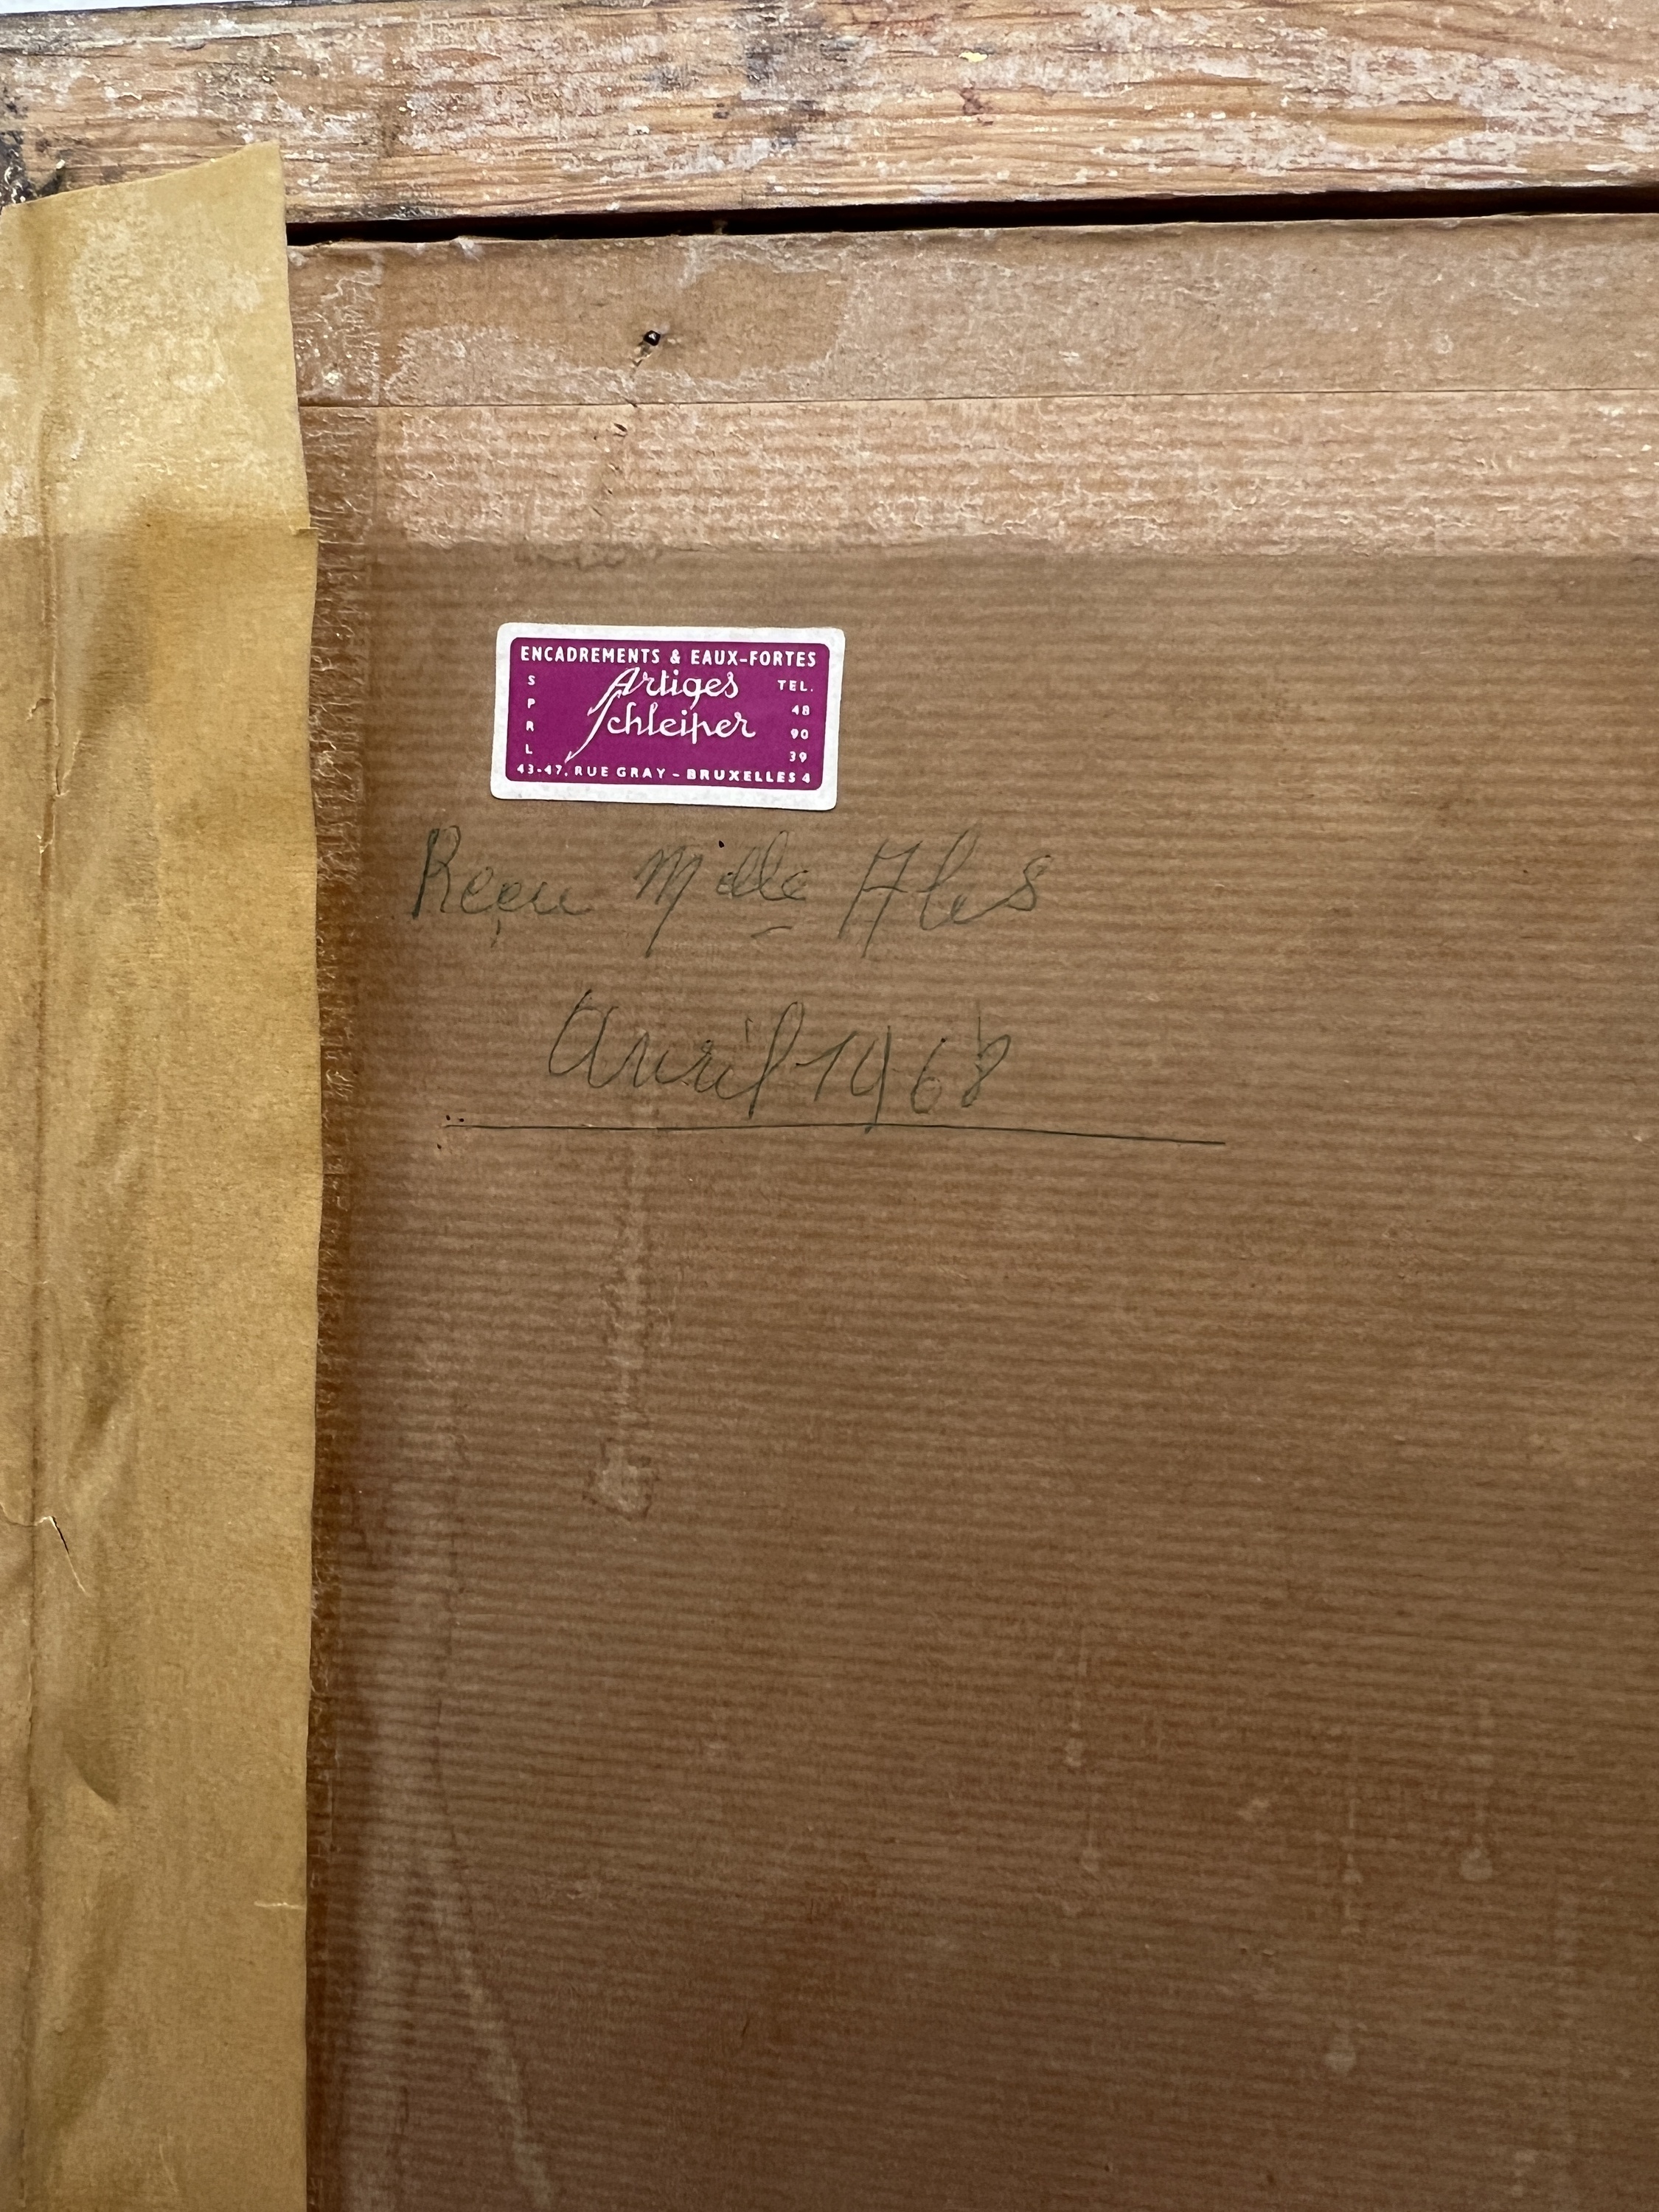 ENCADREMENTS & EAUX-FORTES
Artiges
Schleiper
S
P
R
L
TEL.
48
90
39
43-47, RUE GRAY - BRUXELLES 4
Reçu Mlle
Avril 1968